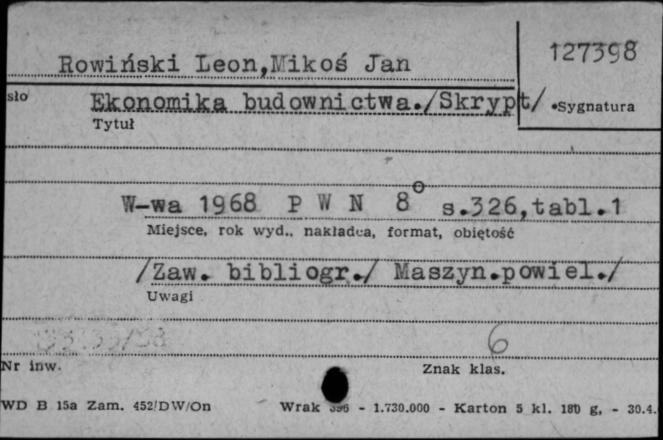 127398
Rowiński Leon,Mikoś Jan
sło Ekonomika budownictwa./Skrypt/ .Sygnatura
Tytuł
W-wa 1968 P W N 8° s.326,tabl.1
Miejsce, rok wyd., nakładca, format, objętość
/Zaw. bibliogr./ Maszyn.powiel./
Uwagi
6
Nr inw. Znak klas.
WD B 15a Zam. 452/DW/On Wrak - 1.730.000 - Karton 5 kl. 180 g, - 30.4.